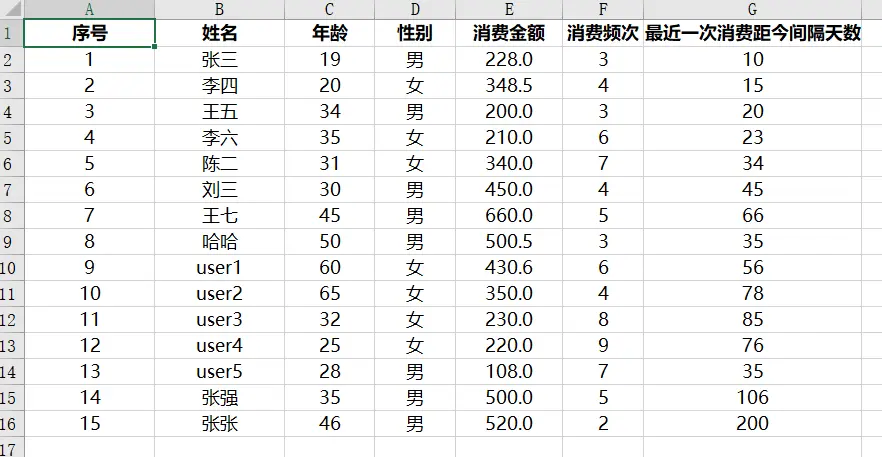 A B C D E F G
1 序号 姓名 年龄 性别 消费金额 消费频次 最近一次消费距今间隔天数
2 1 张三 19 男 228.0 3 10
3 2 李四 20 女 348.5 4 15
4 3 王五 34 男 200.0 3 20
5 4 李六 35 女 210.0 6 23
6 5 陈二 31 女 340.0 7 34
7 6 刘三 30 男 450.0 4 45
8 7 王七 45 男 660.0 5 66
9 8 哈哈 50 男 500.5 3 35
10 9 user1 60 女 430.6 6 56
11 10 user2 65 女 350.0 4 78
12 11 user3 32 女 230.0 8 85
13 12 user4 25 女 220.0 9 76
14 13 user5 28 男 108.0 7 35
15 14 张强 35 男 500.0 5 106
16 15 张张 46 男 520.0 2 200
17